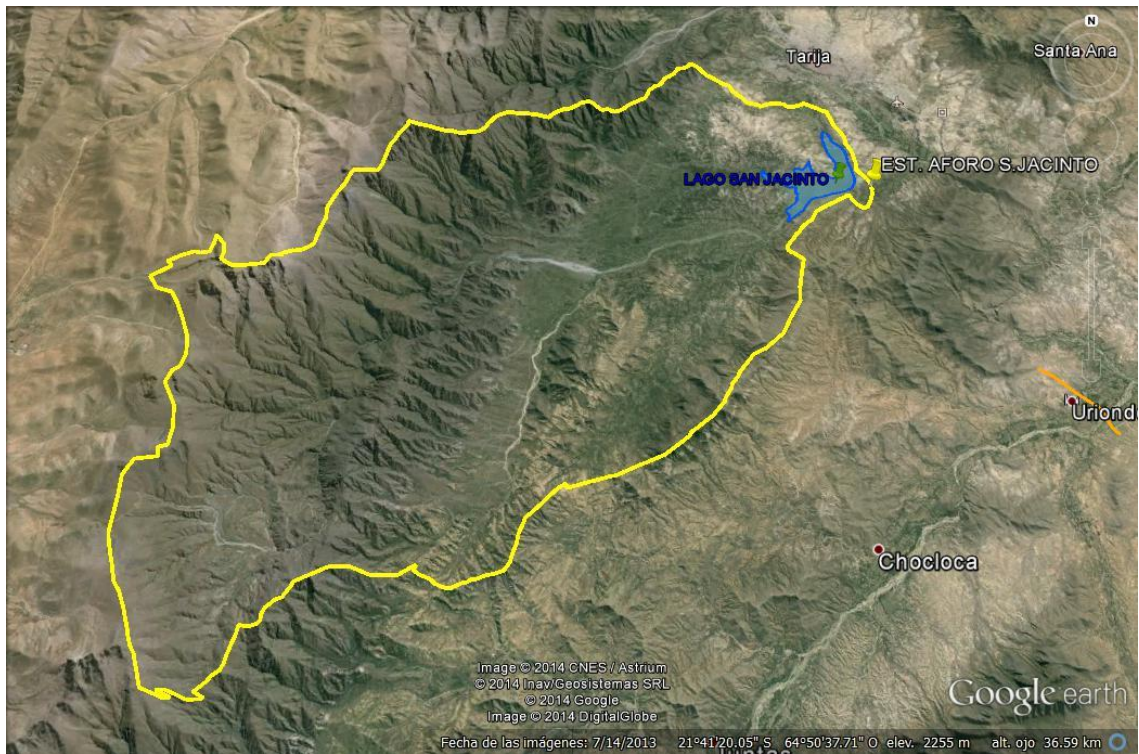 N
Tarija
Santa Ana
EST. AFORO S.JACINTO
LAGO SAN JACINTO
Uriond
Chocloca
Image © 2014 CNES / Astrium
© 2014 Inav/Geosistemas SRL
© 2014 Google
Image © 2014 DigitalGlobe
Google earth
Fecha de las imágenes: 7/14/2013 21°41'20.05" S 64°50'37.71" O elev. 2255 m alt. ojo 36.59 km